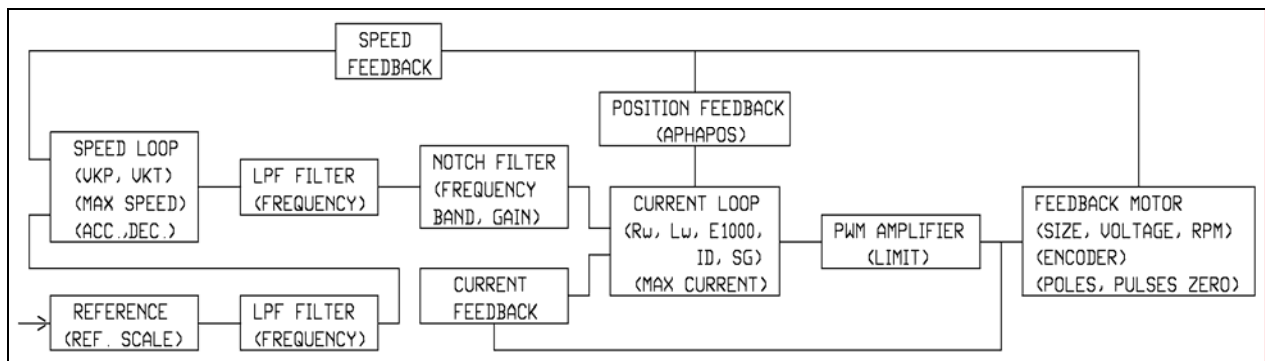 SPEED
FEEDBACK
POSITION FEEDBACK
(APHAPOS)
SPEED LOOP
(VKP, VKT)
(MAX SPEED)
(ACC.,DEC.)
LPF FILTER
(FREQUENCY)
NOTCH FILTER
(FREQUENCY
BAND, GAIN)
CURRENT LOOP
(Rw, Lw, E1000,
ID, SG)
(MAX CURRENT)
PWM AMPLIFIER
(LIMIT)
FEEDBACK MOTOR
(SIZE, VOLTAGE, RPM)
(ENCODER)
(POLES, PULSES ZERO)
REFERENCE
(REF. SCALE)
LPF FILTER
(FREQUENCY)
CURRENT
FEEDBACK